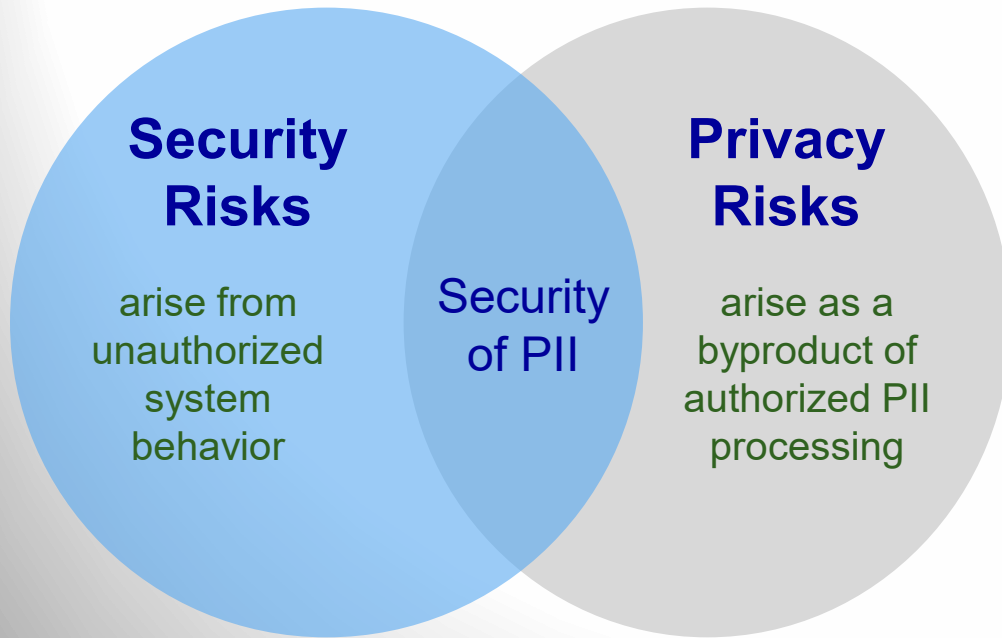 Security
Risks
arise from
unauthorized
system
behavior
Security
of PII
Privacy
Risks
arise as a
byproduct of
authorized PII
processing